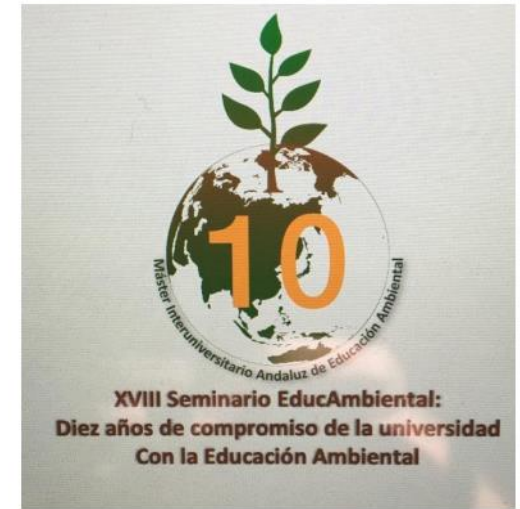 10
Máster Interuniversitario Andaluz de Educación Ambiental
XVIII Seminario EducAmbiental:
Diez años de compromiso de la universidad
Con la Educación Ambiental